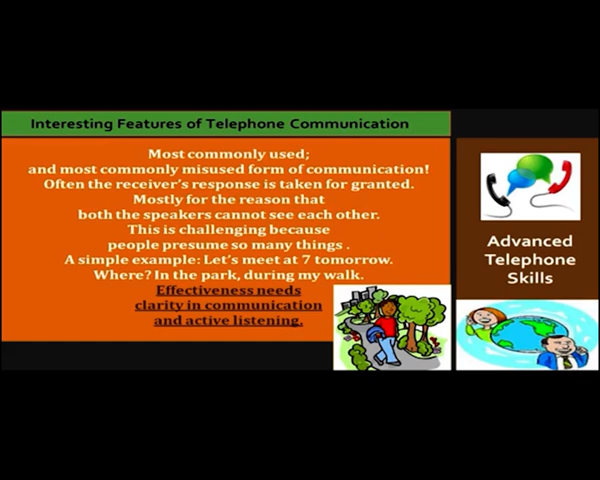 Interesting Features of Telephone Communication
Most commonly used;
and most commonly misused form of communication!
Often the receiver's response is taken for granted.
Mostly for the reason that
both the speakers cannot see each other.
This is challenging because
people presume so many things .
A simple example: Let's meet at 7 tomorrow.
Where? In the park, during my walk.
Effectiveness needs
clarity in communication
and active listening.
Advanced
Telephone
Skills